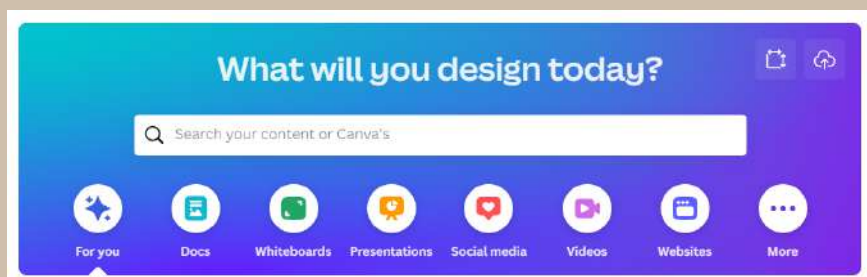 What will you design today?
Search your content or Canva's
For you Docs Whiteboards Presentations Social media Videos Websites More